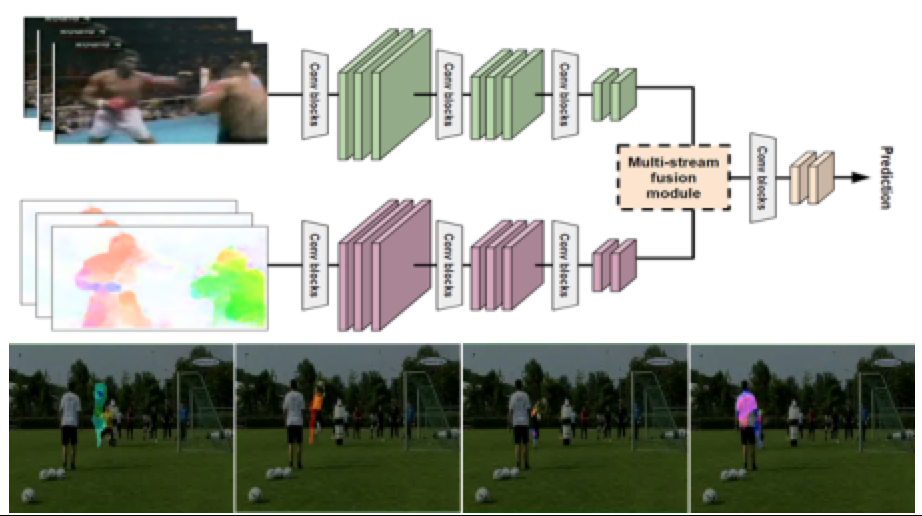 Conv blocks
Conv blocks
Conv blocks
Multi-stream
fusion
module
Conv blocks
Prediction
Conv blocks
Conv blocks
Conv blocks